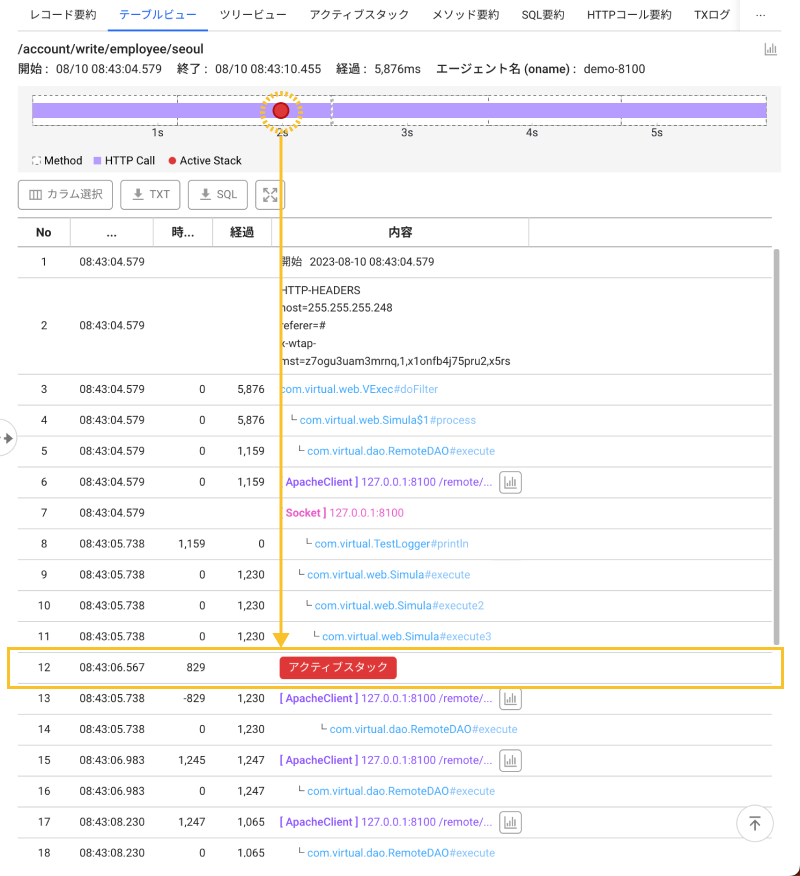 レコード要約 テーブルビュー ツリービュー アクティブスタック メソッド要約 SQL要約 HTTPコール要約 TXログ ...
/account/write/employee/seoul
開始 : 08/10 08:43:04.579 終了 : 08/10 08:43:10.455 経過 : 5,876ms エージェント名 (oname) : demo-8100
1s 2s 3s 4s 5s
Method HTTP Call Active Stack
カラム選択 TXT SQL
No ... 時... 経過 内容
1 08:43:04.579 開始 2023-08-10 08:43:04.579
HTTP-HEADERS
host=255.255.255.248
2 08:43:04.579 referer=#
x-wtap-
mst=z7ogu3uam3mrnq,1,x1onfb4j75pru2,x5rs
3 08:43:04.579 0 5,876 com.virtual.web.VExec#doFilter
4 08:43:04.579 0 5,876 └ com.virtual.web.Simula$1#process
5 08:43:04.579 0 1,159 └ com.virtual.dao.RemoteDAO#execute
6 08:43:04.579 0 1,159 ApacheClient ] 127.0.0.1:8100 /remote/...
7 08:43:04.579 Socket ] 127.0.0.1:8100
8 08:43:05.738 1,159 0 └ com.virtual.TestLogger#println
9 08:43:05.738 0 1,230 └ com.virtual.web.Simula#execute
10 08:43:05.738 0 1,230 └ com.virtual.web.Simula#execute2
11 08:43:05.738 0 1,230 └ com.virtual.web.Simula#execute3
12 08:43:06.567 829 アクティブスタック
13 08:43:05.738 -829 1,230 [ ApacheClient ] 127.0.0.1:8100 /remote/...
14 08:43:05.738 0 1,230 └ com.virtual.dao.RemoteDAO#execute
15 08:43:06.983 1,245 1,247 [ ApacheClient ] 127.0.0.1:8100 /remote/...
16 08:43:06.983 0 1,247 └ com.virtual.dao.RemoteDAO#execute
17 08:43:08.230 1,247 1,065 [ ApacheClient ] 127.0.0.1:8100 /remote/...
18 08:43:08.230 0 1,065 └ com.virtual.dao.RemoteDAO#execute